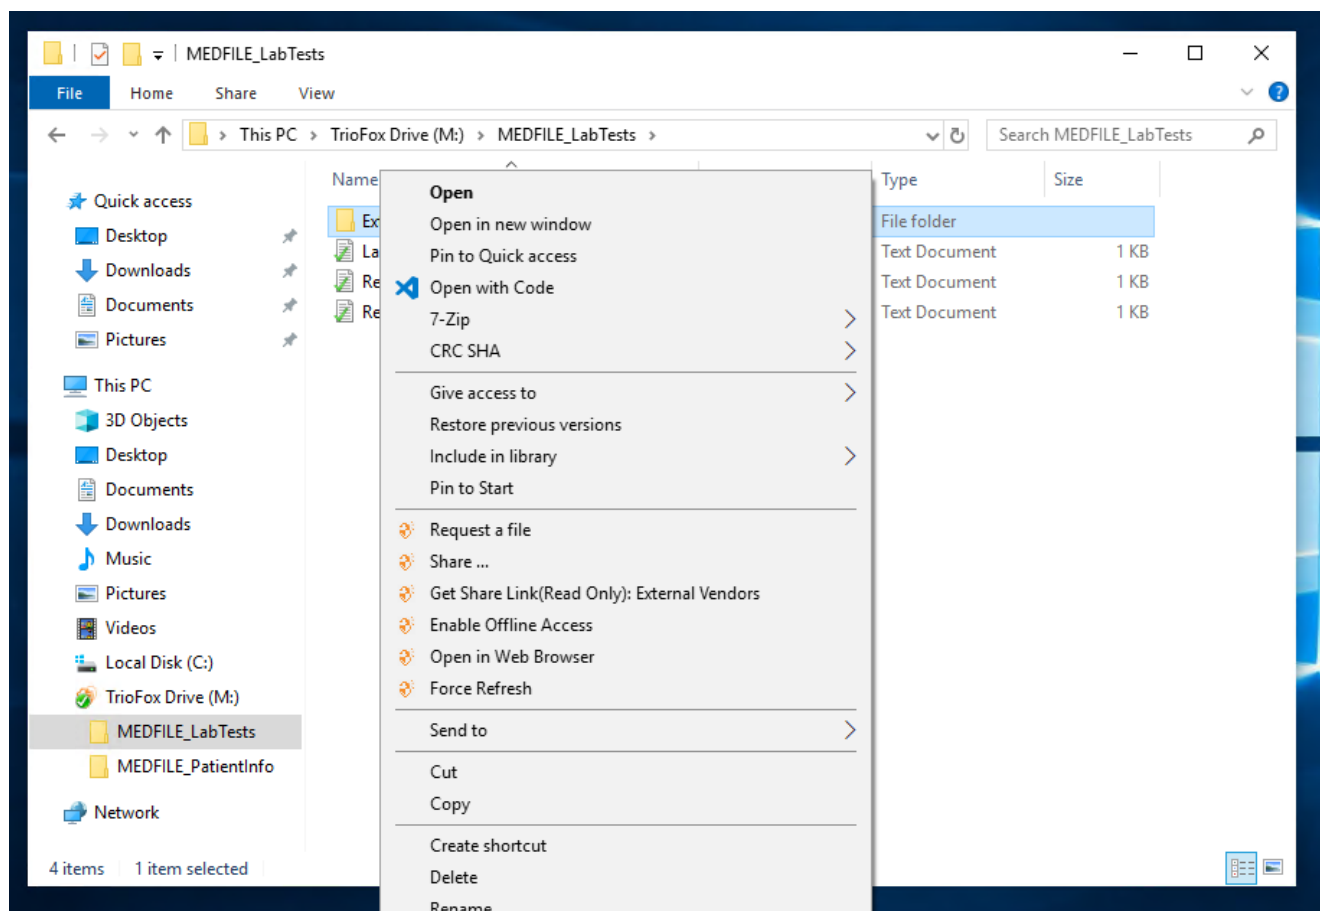 MEDFILE_LabTests
File Home Share View
This PC > TrioFox Drive (M:) > MEDFILE_LabTests >
Search MEDFILE_LabTests
Name Type Size
File folder
Text Document 1 KB
Text Document 1 KB
Text Document 1 KB
Quick access
Desktop
Downloads
Documents
Pictures
This PC
3D Objects
Desktop
Documents
Downloads
Music
Pictures
Videos
Local Disk (C:)
TrioFox Drive (M:)
MEDFILE_LabTests
MEDFILE_PatientInfo
Network
4 items 1 item selected
Open
Open in new window
Pin to Quick access
Open with Code
7-Zip
CRC SHA
Give access to
Restore previous versions
Include in library
Pin to Start
Request a file
Share ...
Get Share Link(Read Only): External Vendors
Enable Offline Access
Open in Web Browser
Force Refresh
Send to
Cut
Copy
Create shortcut
Delete
Rename